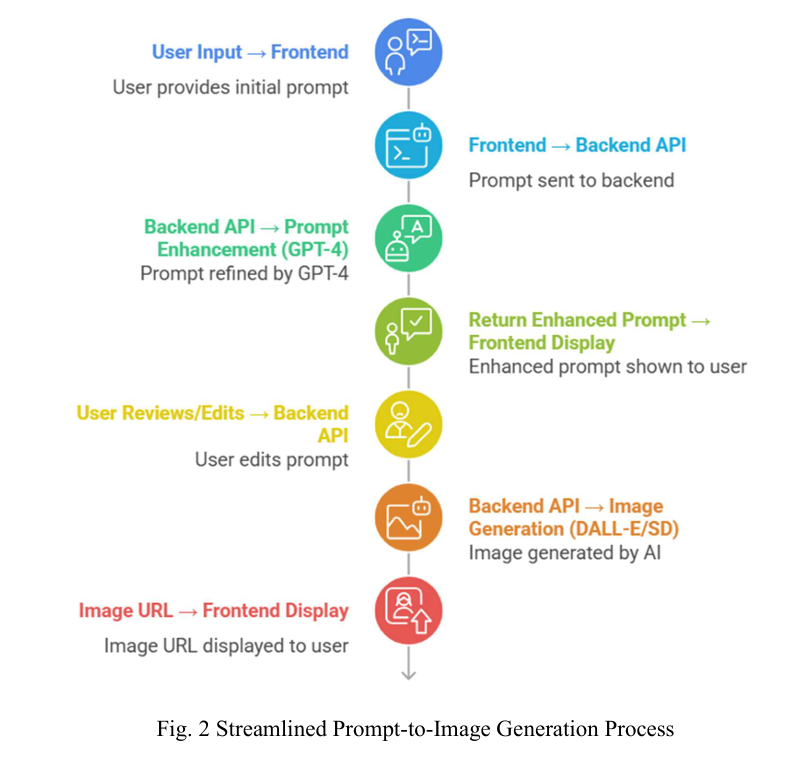 User Input → Frontend
User provides initial prompt
Frontend → Backend API
Prompt sent to backend
Backend API → Prompt
Enhancement (GPT-4)
Prompt refined by GPT-4
A
Return Enhanced Prompt →
Frontend Display
Enhanced prompt shown to user
User Reviews/Edits → Backend
API
User edits prompt
Backend API → Image
Generation (DALL-E/SD)
Image generated by AI
Image URL → Frontend Display
Image URL displayed to user
Fig. 2 Streamlined Prompt-to-Image Generation Process